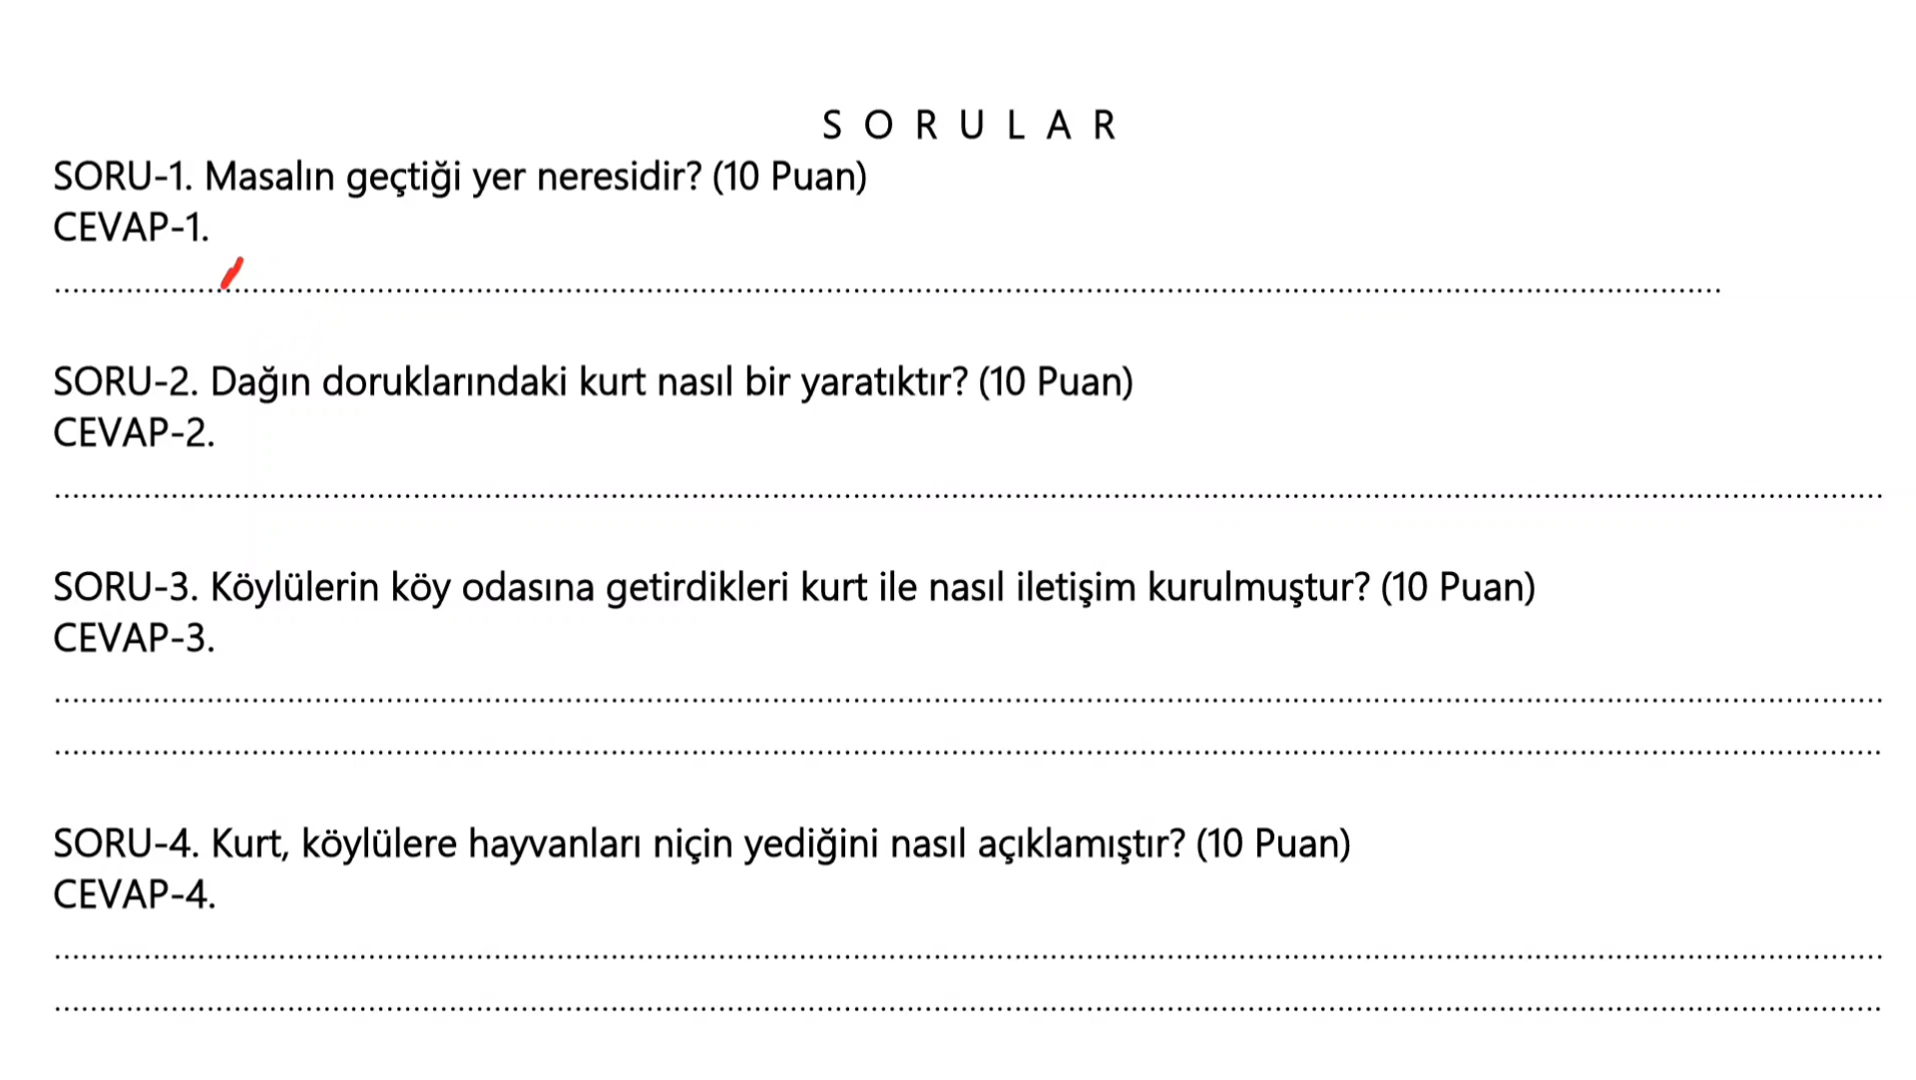 S O R U L A R
SORU-1. Masalın geçtiği yer neresidir? (10 Puan)
CEVAP-1.
........................................................................................................................................................................................
SORU-2. Dağın doruklarındaki kurt nasıl bir yaratıktır? (10 Puan)
CEVAP-2.
..........................................................................................................................................................................................................
SORU-3. Köylülerin köy odasına getirdikleri kurt ile nasıl iletişim kurulmuştur? (10 Puan)
CEVAP-3.
..........................................................................................................................................................................................................
..........................................................................................................................................................................................................
SORU-4. Kurt, köylülere hayvanları niçin yediğini nasıl açıklamıştır? (10 Puan)
CEVAP-4.
..........................................................................................................................................................................................................
..........................................................................................................................................................................................................